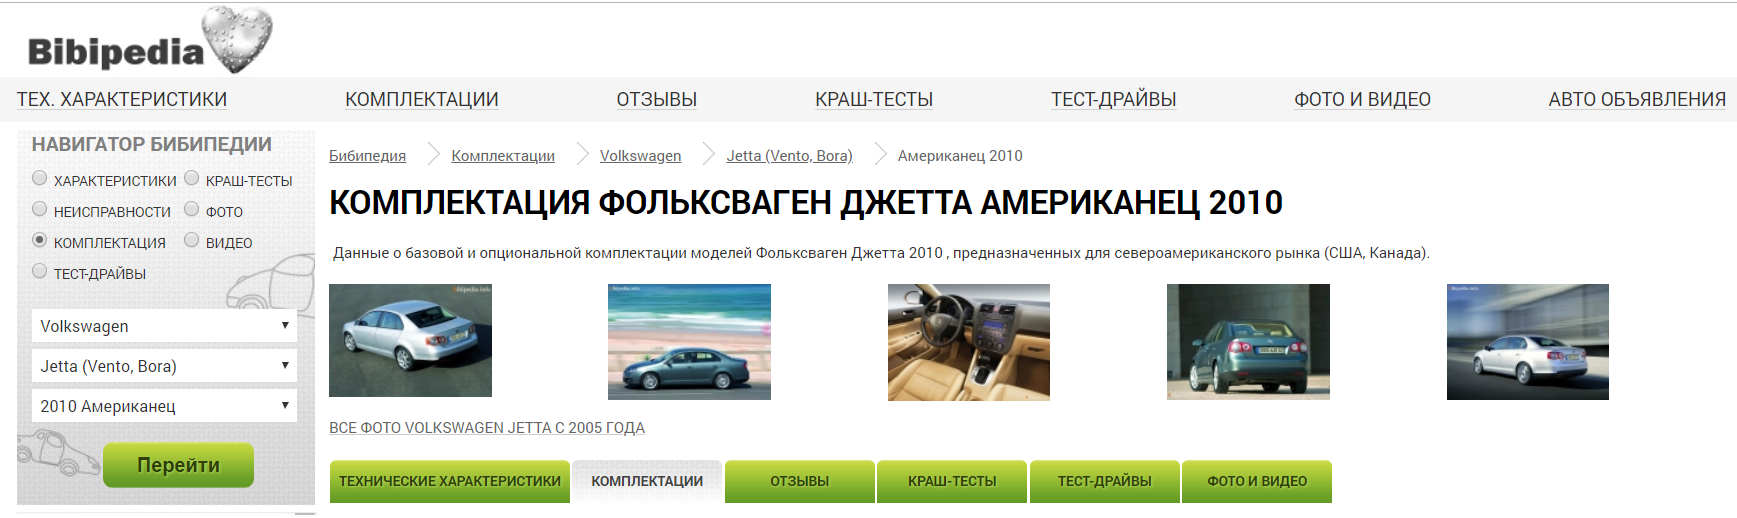 Bibipedia
ТЕХ. ХАРАКТЕРИСТИКИ КОМПЛЕКТАЦИИ ОТЗЫВЫ КРАШ-ТЕСТЫ ТЕСТ-ДРАЙВЫ ФОТО И ВИДЕО АВТО ОБЪЯВЛЕНИЯ
НАВИГАТОР БИБИПЕДИИ
ХАРАКТЕРИСТИКИ КРАШ-ТЕСТЫ
НЕИСПРАВНОСТИ ФОТО
КОМПЛЕКТАЦИЯ ВИДЕО
ТЕСТ-ДРАЙВЫ
Volkswagen
Jetta (Vento, Bora)
2010 Американец
Перейти
Бибипедия Комплектации Volkswagen Jetta (Vento, Bora) Американец 2010
КОМПЛЕКТАЦИЯ ФОЛЬКСВАГЕН ДЖЕТТА АМЕРИКАНЕЦ 2010
Данные о базовой и опциональной комплектации моделей Фольксваген Джетта 2010 , предназначенных для североамериканского рынка (США, Канада).
ВСЕ ФОТО VOLKSWAGEN JETTA С 2005 ГОДА
ТЕХНИЧЕСКИЕ ХАРАКТЕРИСТИКИ КОМПЛЕКТАЦИИ ОТЗЫВЫ КРАШ-ТЕСТЫ ТЕСТ-ДРАЙВЫ ФОТО И ВИДЕО